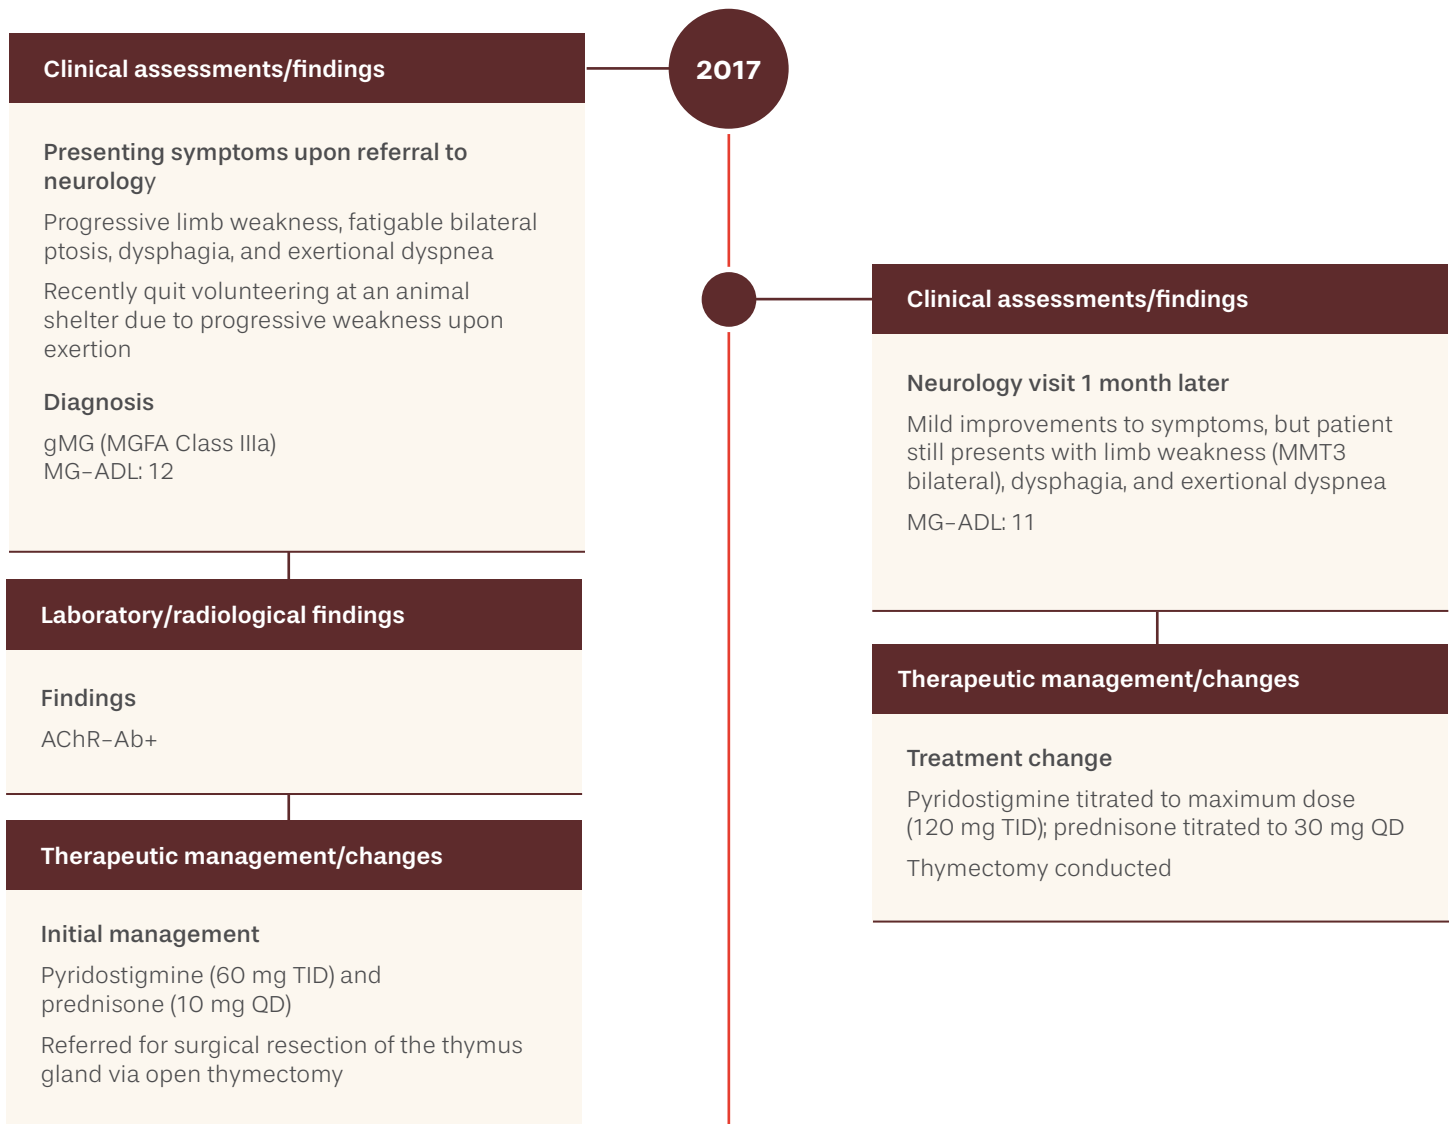 2017
Clinical assessments/findings
Presenting symptoms upon referral to
neurology
Progressive limb weakness, fatigable bilateral
ptosis, dysphagia, and exertional dyspnea
Recently quit volunteering at an animal
shelter due to progressive weakness upon
exertion
Diagnosis
gMG (MGFA Class IIIa)
MG-ADL: 12
Laboratory/radiological findings
Findings
AChR-Ab+
Therapeutic management/changes
Initial management
Pyridostigmine (60 mg TID) and
prednisone (10 mg QD)
Referred for surgical resection of the thymus
gland via open thymectomy
Clinical assessments/findings
Neurology visit 1 month later
Mild improvements to symptoms, but patient
still presents with limb weakness (MMT3
bilateral), dysphagia, and exertional dyspnea
MG-ADL: 11
Therapeutic management/changes
Treatment change
Pyridostigmine titrated to maximum dose
(120 mg TID); prednisone titrated to 30 mg QD
Thymectomy conducted